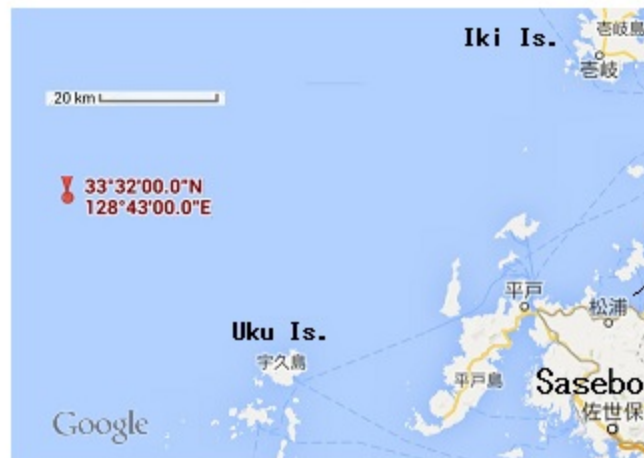 Iki Is.
壱岐島
壱岐
20 km
33°32'00.0"N
128°43'00.0"E
平戸
松浦
Uku Is.
宇久島
平戸島
Sasebo
佐世保
Google